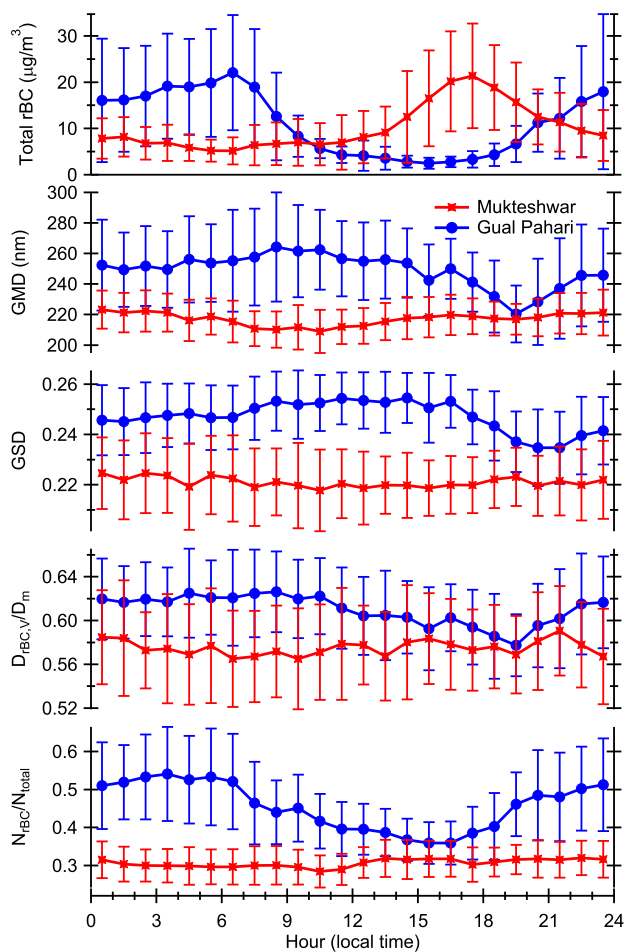 Total rBC (µg/m³)
30
20
10
0
GMD (nm)
300
280
260
240
220
200
Mukteshwar
Gual Pahari
GSD
0.26
0.24
0.22
D_rBC,V/D_m
0.64
0.60
0.56
0.52
N_rBC/N_total
0.6
0.5
0.4
0.3
0 3 6 9 12 15 18 21 24
Hour (local time)